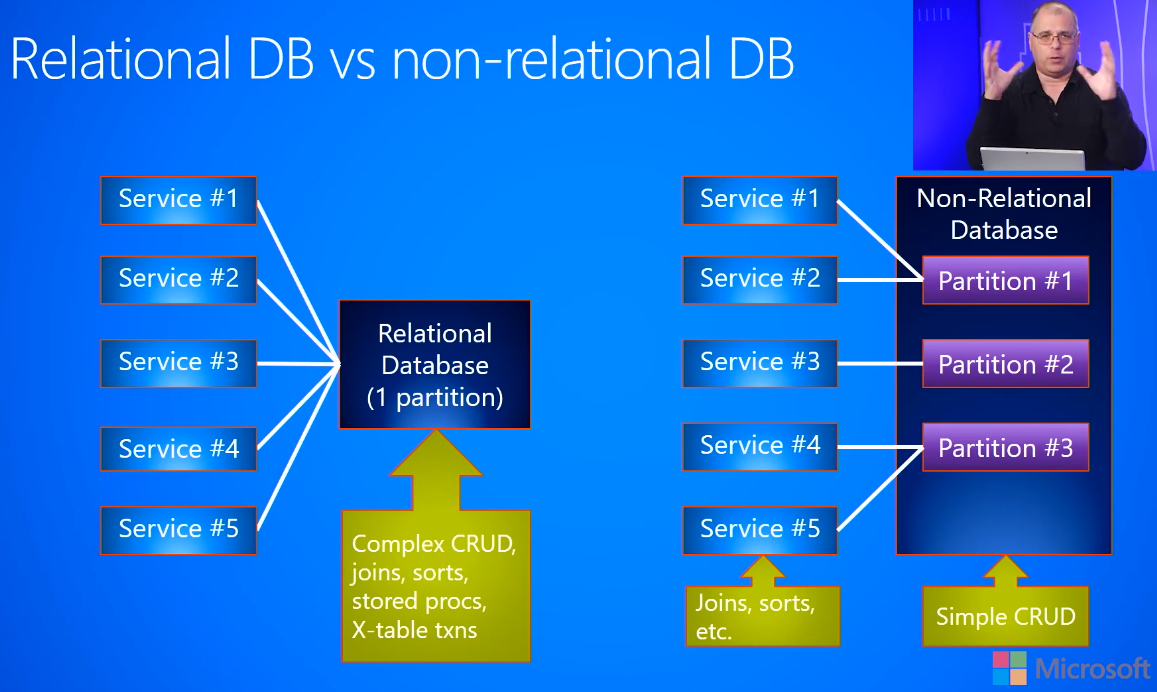 Relational DB vs non-relational DB
Service #1
Service #2
Service #3
Service #4
Service #5
Relational
Database
(1 partition)
Complex CRUD,
joins, sorts,
stored procs,
X-table txns
Service #1
Service #2
Service #3
Service #4
Service #5
Joins, sorts,
etc.
Non-Relational
Database
Partition #1
Partition #2
Partition #3
Simple CRUD
Microsoft